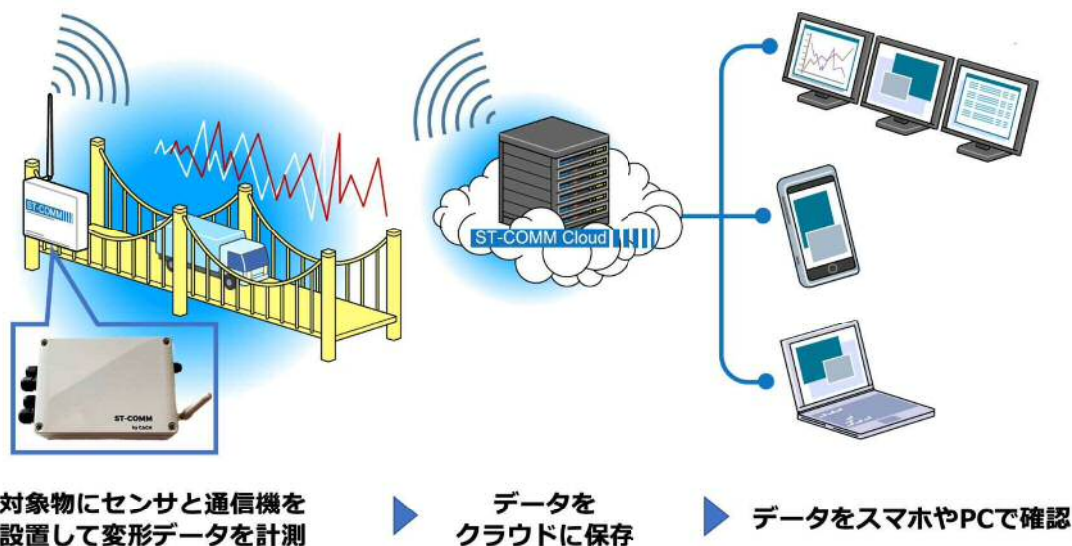 ST-COMM
ST-COMM Cloud
ST-COMM
by CACH
対象物にセンサと通信機を
設置して変形データを計測
データを
クラウドに保存
データをスマホやPCで確認